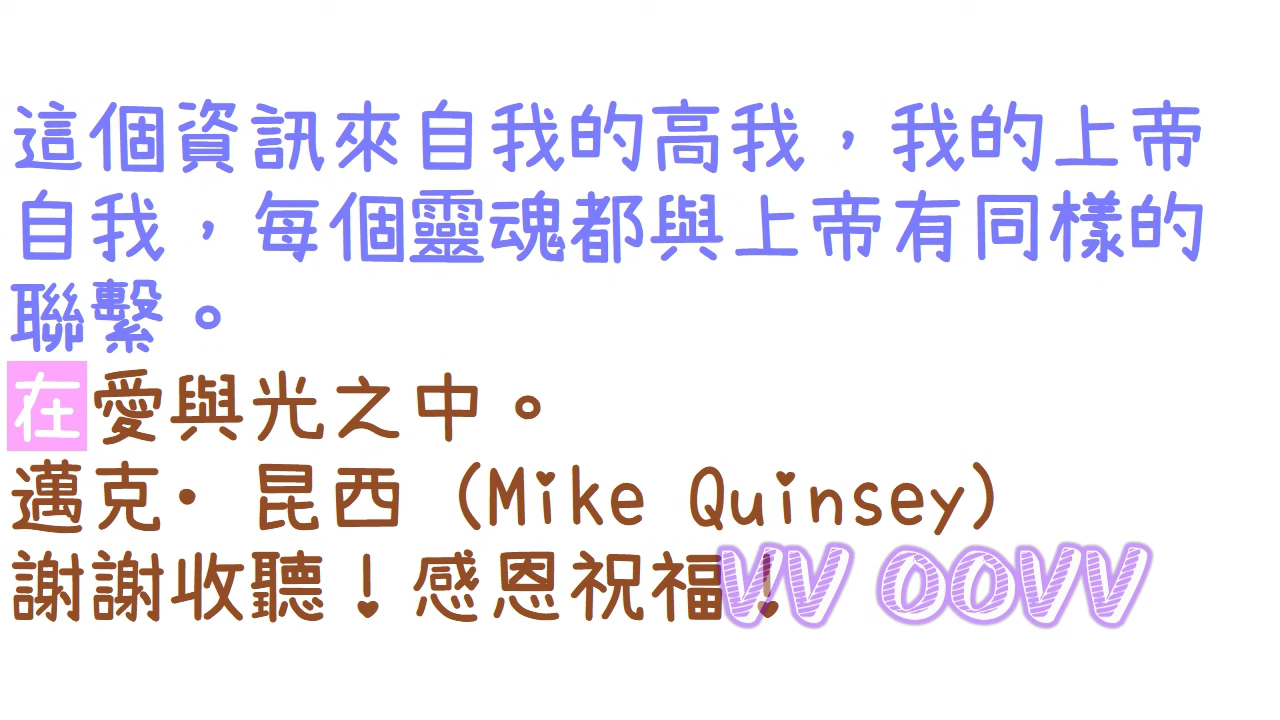 這個資訊來自我的高我，我的上帝
自我，每個靈魂都與上帝有同樣的
聯繫。
在愛與光之中。
邁克·昆西 (Mike Quinsey)
謝謝收聽！感恩祝福！
VV OOVV